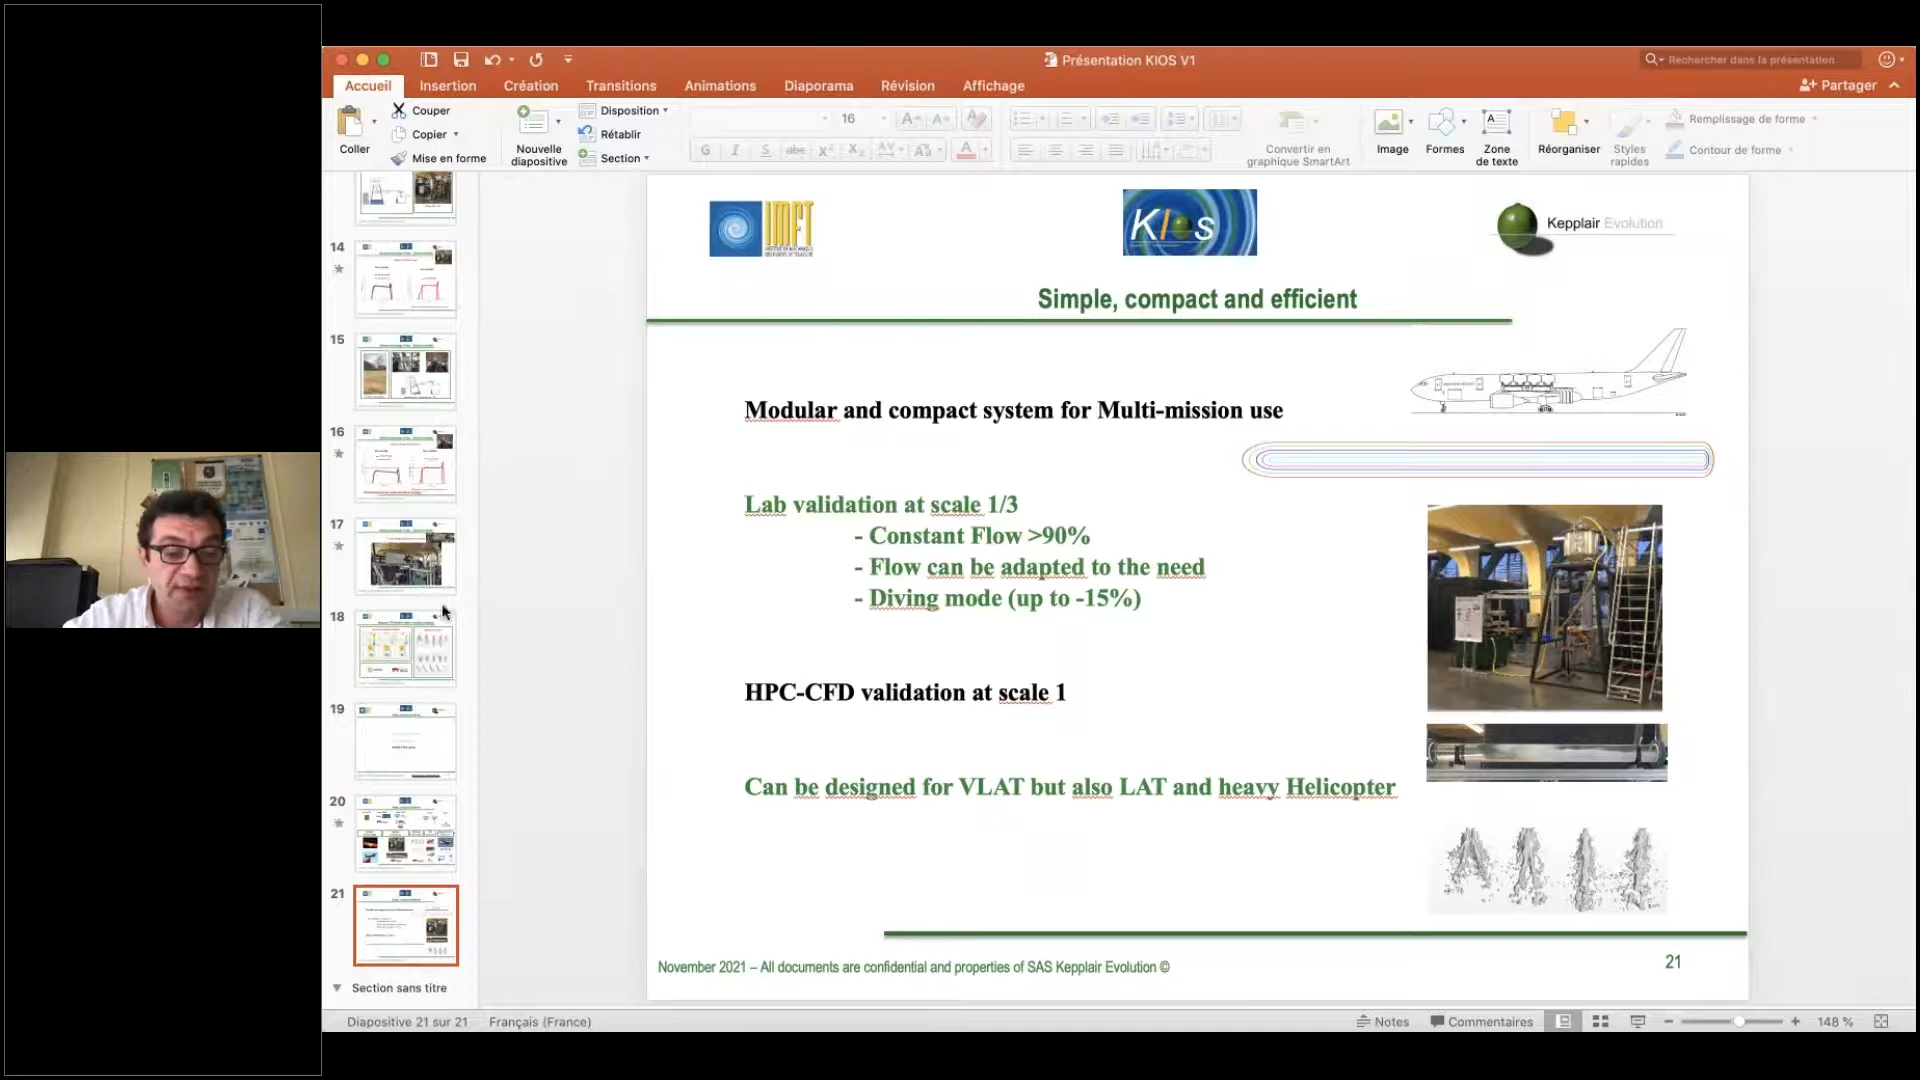 Présentation KIOS V1
Rechercher dans la présentation
Accueil
Insertion
Création
Transitions
Animations
Diaporama
Révision
Affichage
Partager
Coller
Couper
Copier
Mise en forme
Nouvelle diapositive
Disposition
Rétablir
Section
16
Convertir en graphique SmartArt
Image
Formes
Zone de texte
Réorganiser
Styles rapides
Remplissage de forme
Contour de forme
14
15
16
17
18
19
20
21
Section sans titre
IMFT
KIOs
Kepplair Evolution
Simple, compact and efficient
Modular and compact system for Multi-mission use
Lab validation at scale 1/3
- Constant Flow >90%
- Flow can be adapted to the need
- Diving mode (up to -15%)
HPC-CFD validation at scale 1
Can be designed for VLAT but also LAT and heavy Helicopter
November 2021 – All documents are confidential and properties of SAS Kepplair Evolution ©
21
Diapositive 21 sur 21
Français (France)
Notes
Commentaires
148 %